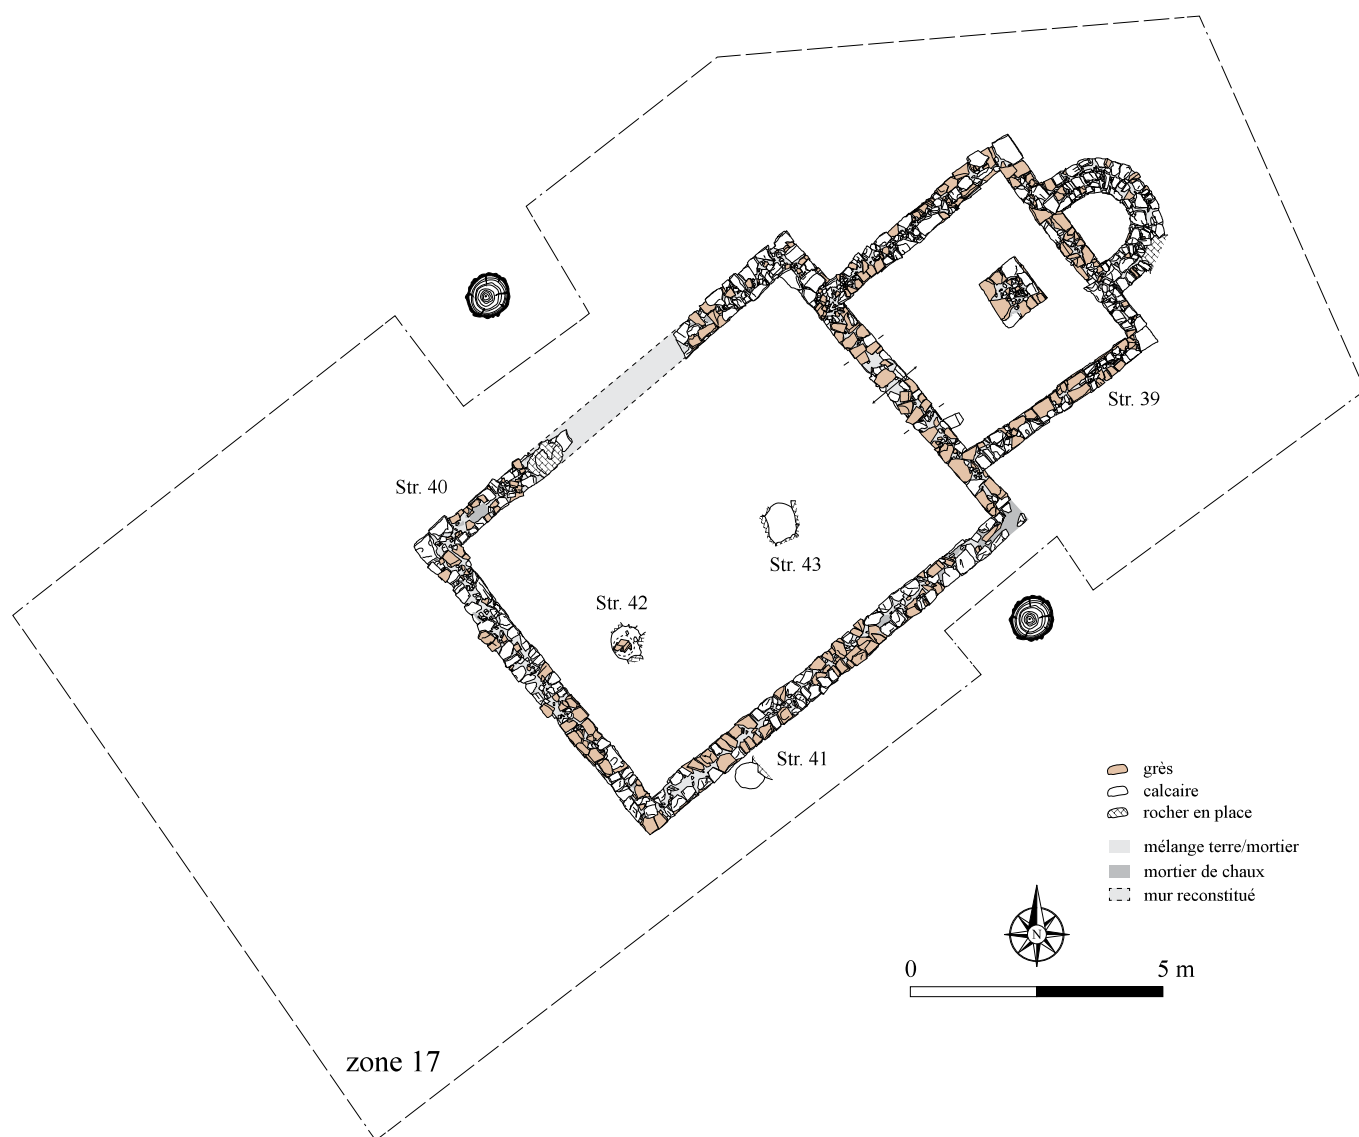 Str. 39
Str. 40
Str. 43
Str. 42
Str. 41
grès
calcaire
rocher en place
mélange terre/mortier
mortier de chaux
mur reconstitué
N
0 5 m
zone 17